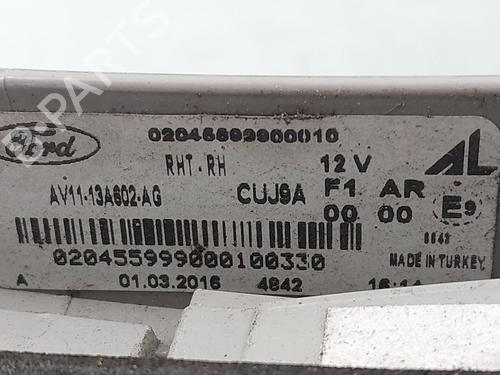 Ford
02045599900010
RHT-RH
12 V
AL
AV11-13A602-AG
CUJ9A
F1 AR
00 00
E9
020455999000100330
MADE IN TURKEY
A
01.03.2016
4842
B-PARTS